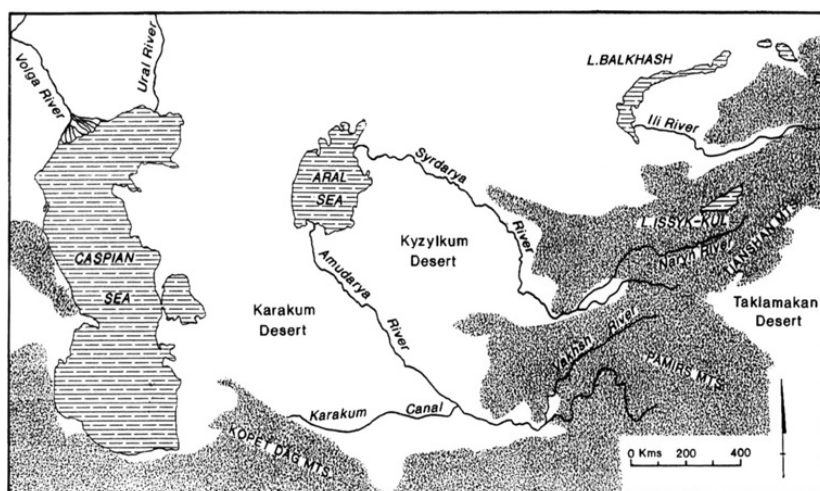 Volga River
Ural River
L.BALKHASH
Ili River
Syrdarya
River
ARAL
SEA
L.ISSYK-KUL
Naryn River
TIANSHAN MTS.
Kyzylkum
Desert
CASPIAN
SEA
Amudarya
River
Karakum
Desert
Taklamakan
Desert
Vakhsh River
PAMIRS MTS.
Karakum Canal
KOPET DAG MTS.
0 Kms 200 400